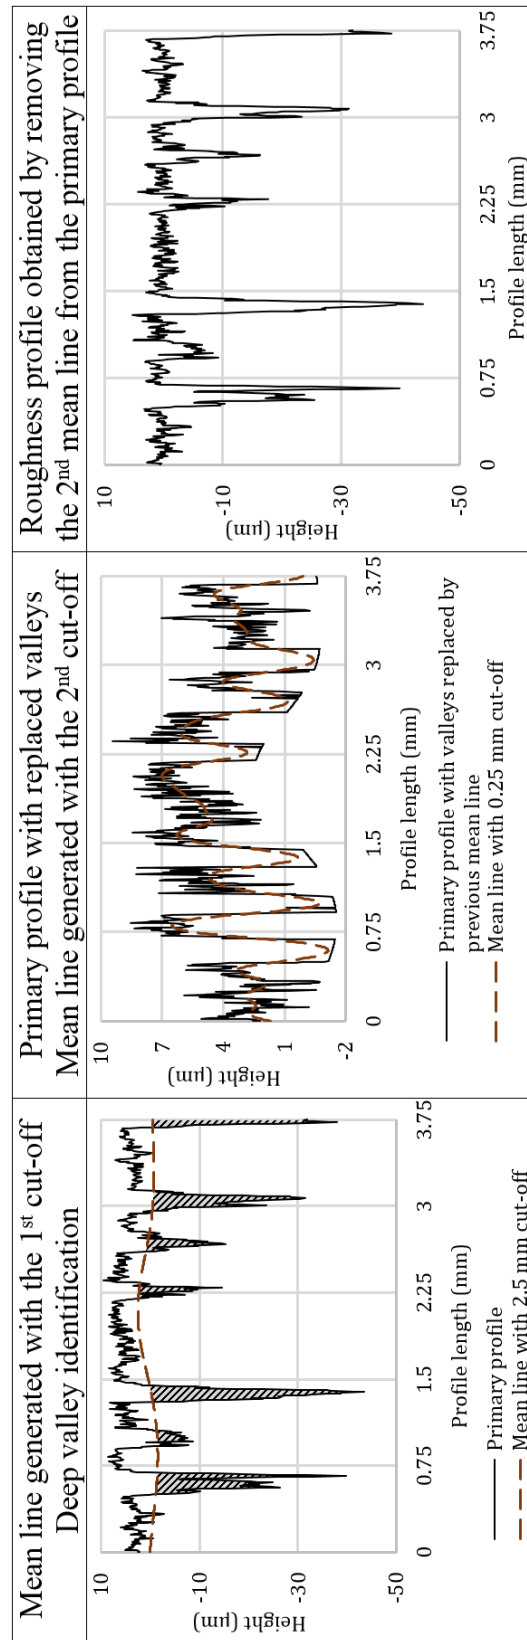 Mean line generated with the 1st cut-off
Deep valley identification
10
-10
-30
-50
Height (µm)
0
0.75
1.5
2.25
3
3.75
Profile length (mm)
Primary profile
Mean line with 2.5 mm cut-off
Primary profile with replaced valleys
Mean line generated with the 2nd cut-off
10
7
4
1
-2
Height (µm)
0
0.75
1.5
2.25
3
3.75
Profile length (mm)
Primary profile with valleys replaced by
previous mean line
Mean line with 0.25 mm cut-off
Roughness profile obtained by removing
the 2nd mean line from the primary profile
10
-10
-30
-50
Height (µm)
0
0.75
1.5
2.25
3
3.75
Profile length (mm)